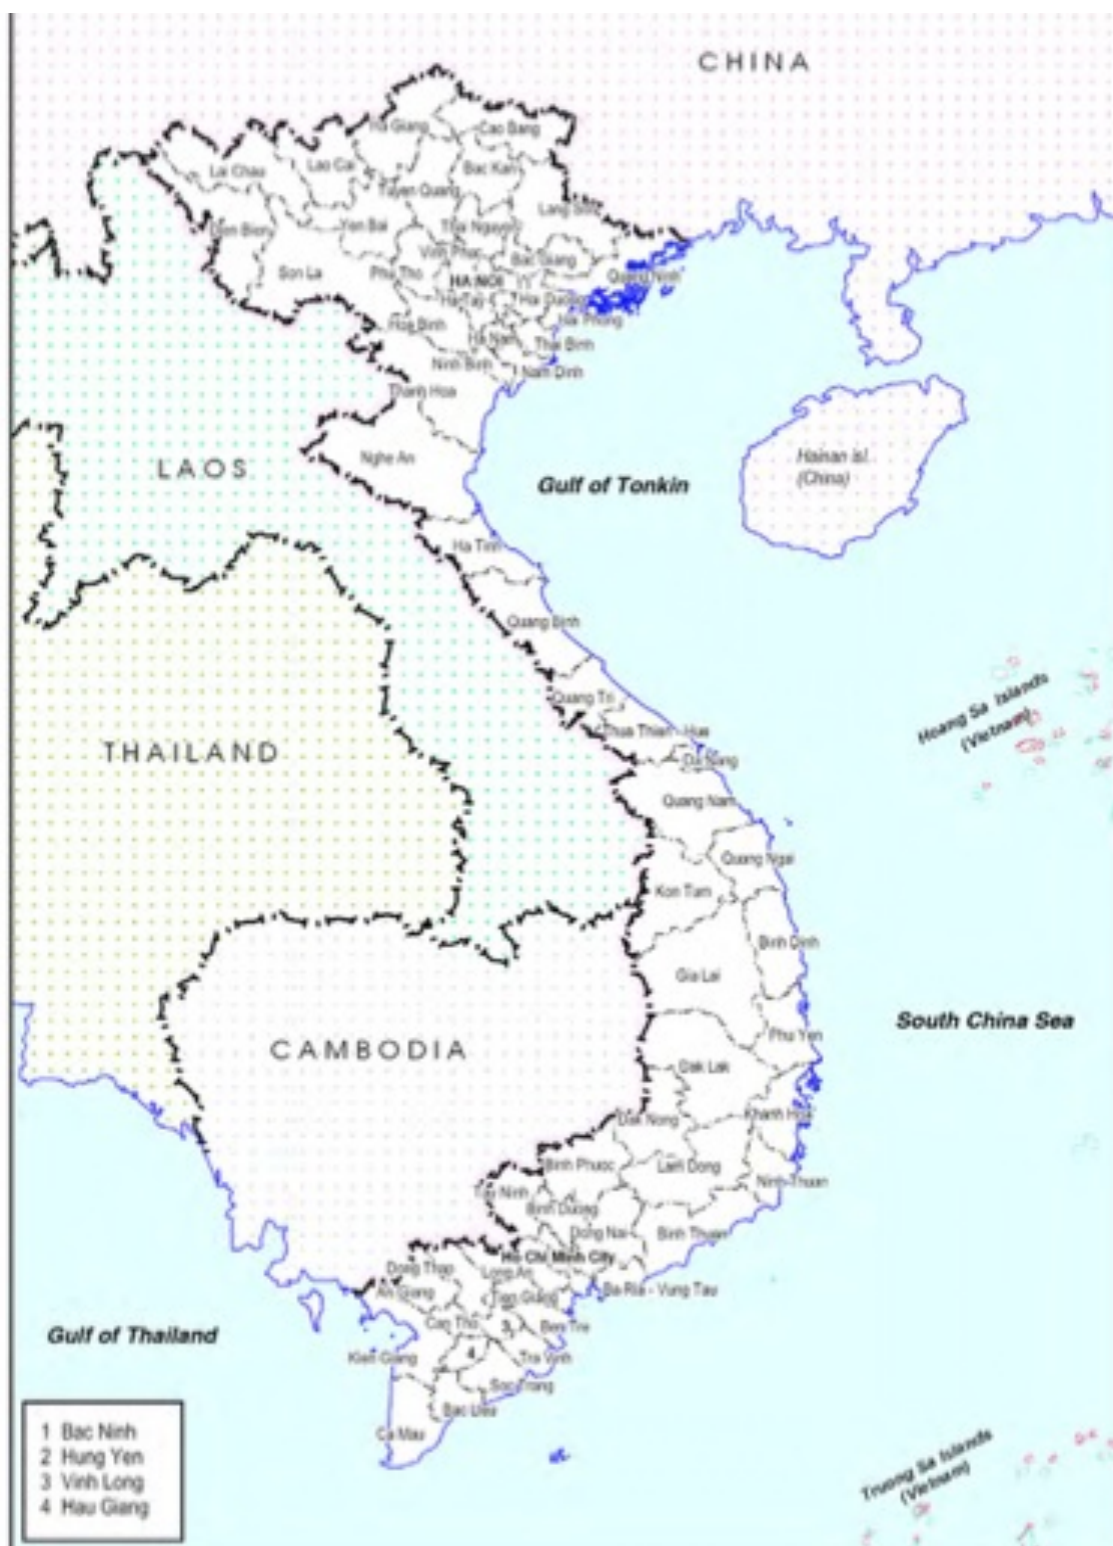 CHINA
Ha Giang
Cao Bang
Lai Chau
Lao Cai
Bac Kan
Tuyen Quang
Lang Son
Dien Bien
Yen Bai
Thai Nguyen
Vinh Phuc
Bac Giang
Son La
Phu Tho
HA NOI
Quang Ninh
Ha Tay
Hai Duong
Hai Phong
Hoa Binh
Ha Nam
Thai Binh
Ninh Binh
Nam Dinh
Thanh Hoa
Nghe An
LAOS
Gulf of Tonkin
Hainan isl.
(China)
Ha Tinh
Quang Binh
Quang Tri
Thua Thien - Hue
Hoang Sa Islands
(Vietnam)
THAILAND
Da Nang
Quang Nam
Quang Ngai
Kon Tum
Binh Dinh
Gia Lai
South China Sea
Phu Yen
CAMBODIA
Dak Lak
Dak Nong
Khanh Hoa
Binh Phuoc
Lam Dong
Tay Ninh
Ninh Thuan
Binh Duong
Dong Nai
Binh Thuan
Ho Chi Minh City
Dong Thap
Long An
An Giang
Tien Giang
Ba Ria - Vung Tau
Can Tho
3
Ben Tre
Gulf of Thailand
Kien Giang
4
Tra Vinh
Soc Trang
Bac Lieu
Ca Mau
1 Bac Ninh
2 Hung Yen
3 Vinh Long
4 Hau Giang
Truong Sa Islands
(Vietnam)